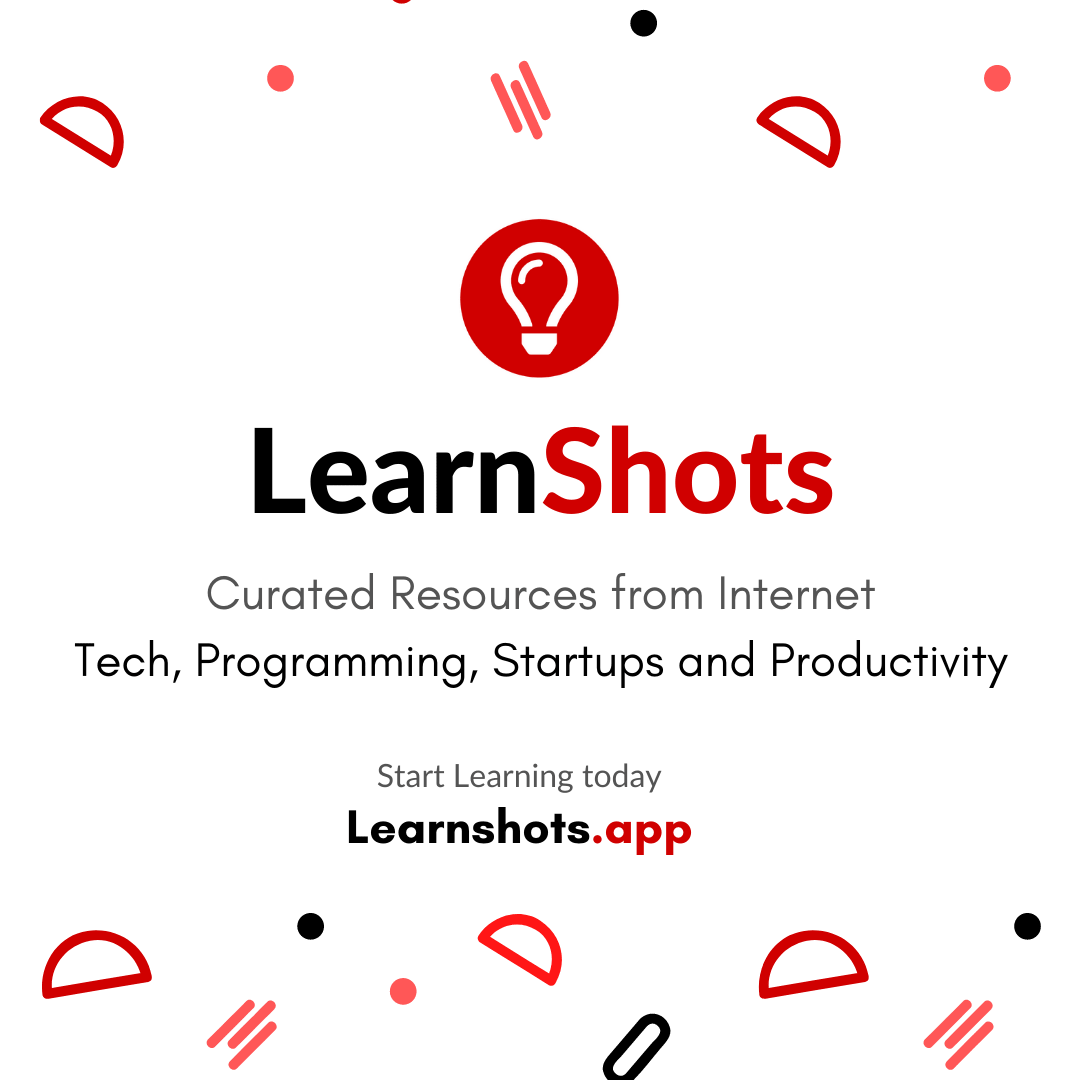 LearnShots
Curated Resources from Internet
Tech, Programming, Startups and Productivity
Start Learning today
Learnshots.app